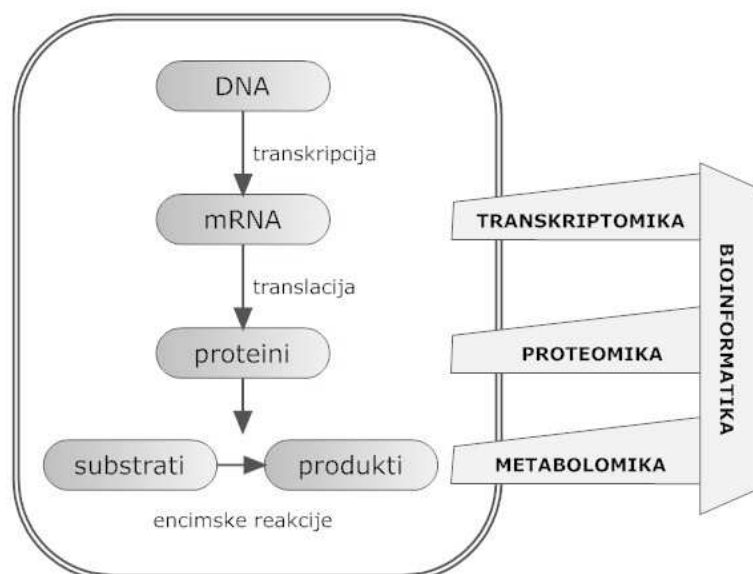 DNA
transkripcija
mRNA
TRANSKRIPTOMIKA
translacija
proteini
PROTEOMIKA
substrati
produkti
METABOLOMIKA
encimske reakcije
BIOINFORMATIKA